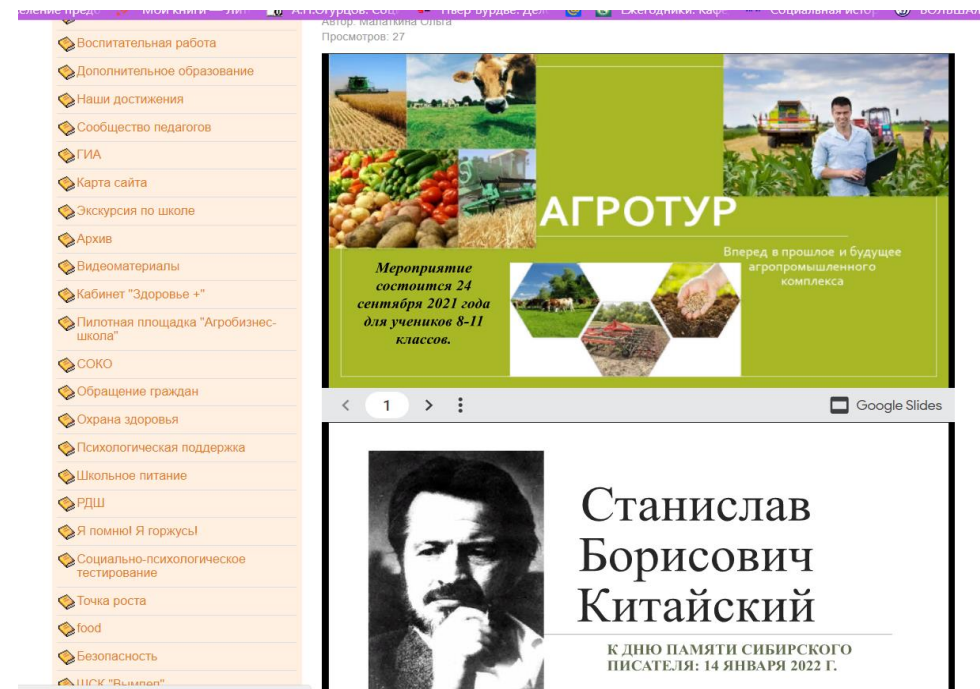 Автор: Малаткина Ольга
Просмотров: 27
Воспитательная работа
Дополнительное образование
Наши достижения
Сообщество педагогов
ГИА
Карта сайта
Экскурсия по школе
Архив
Видеоматериалы
Кабинет "Здоровье +"
Пилотная площадка "Агробизнес-
школа"
СОКО
Обращение граждан
Охрана здоровья
Психологическая поддержка
Школьное питание
РДШ
Я помню! Я горжусь!
Социально-психологическое
тестирование
Точка роста
food
Безопасность
ШСК "Вымпел"
АГРОТУР
Вперед в прошлое и будущее
агропромышленного
комплекса
Мероприятие
состоится 24
сентября 2021 года
для учеников 8-11
классов.
1
Google Slides
Станислав
Борисович
Китайский
К ДНЮ ПАМЯТИ СИБИРСКОГО
ПИСАТЕЛЯ: 14 ЯНВАРЯ 2022 Г.